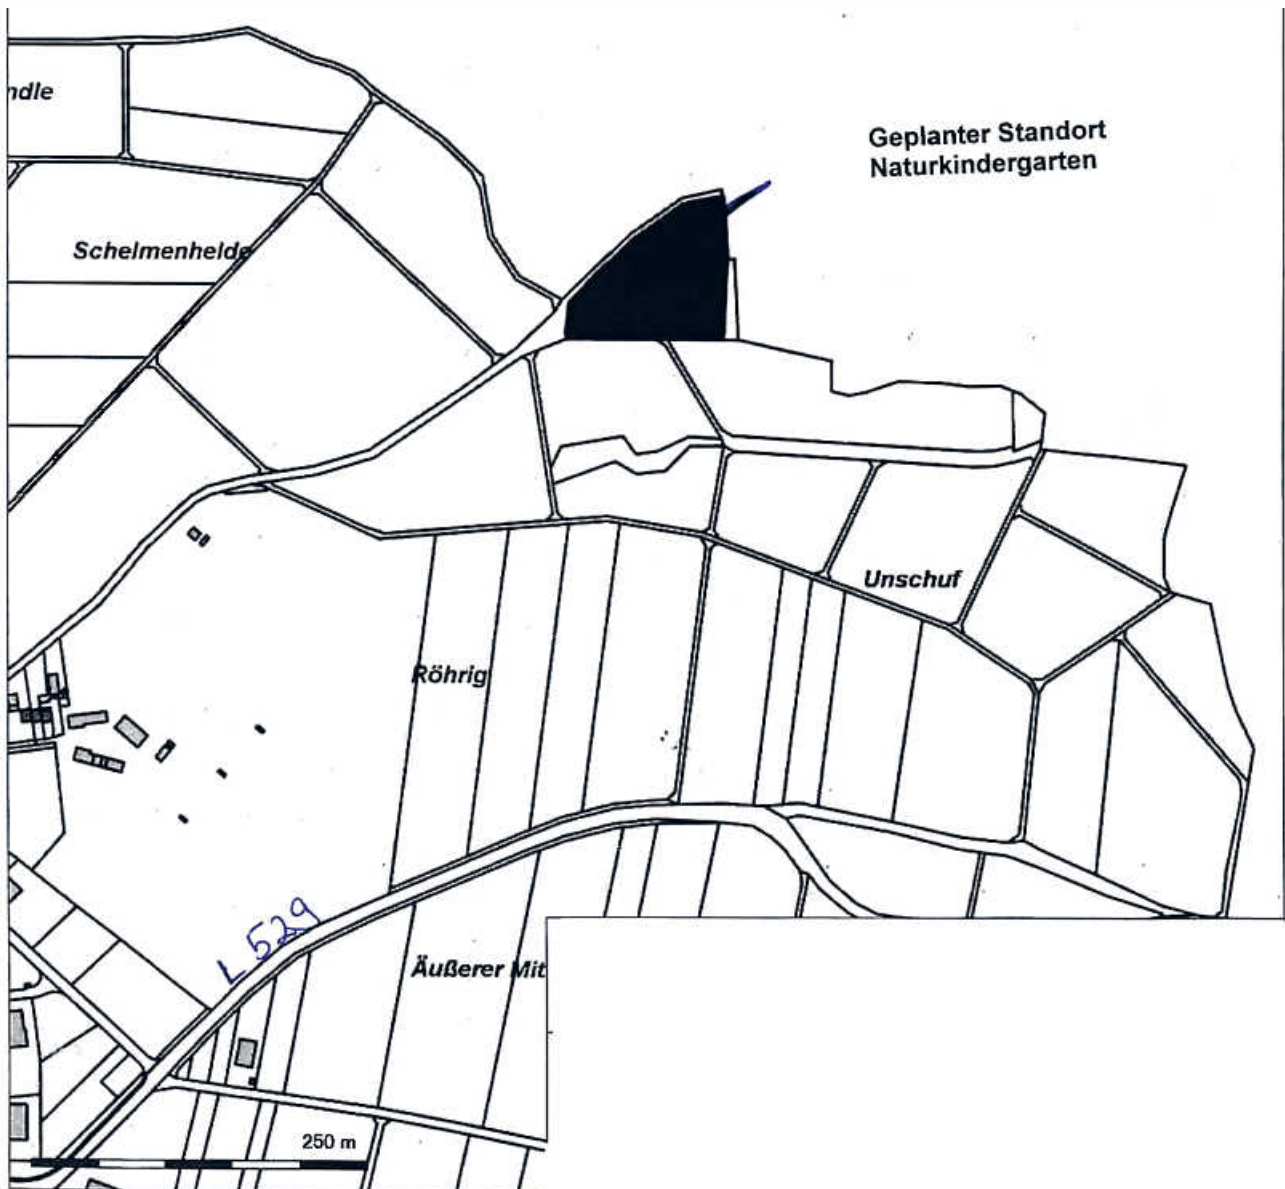 ndle
Geplanter Standort
Naturkindergarten
Schelmenhelde
Unschuf
Röhrig
L 529
Äußerer Mit
250 m